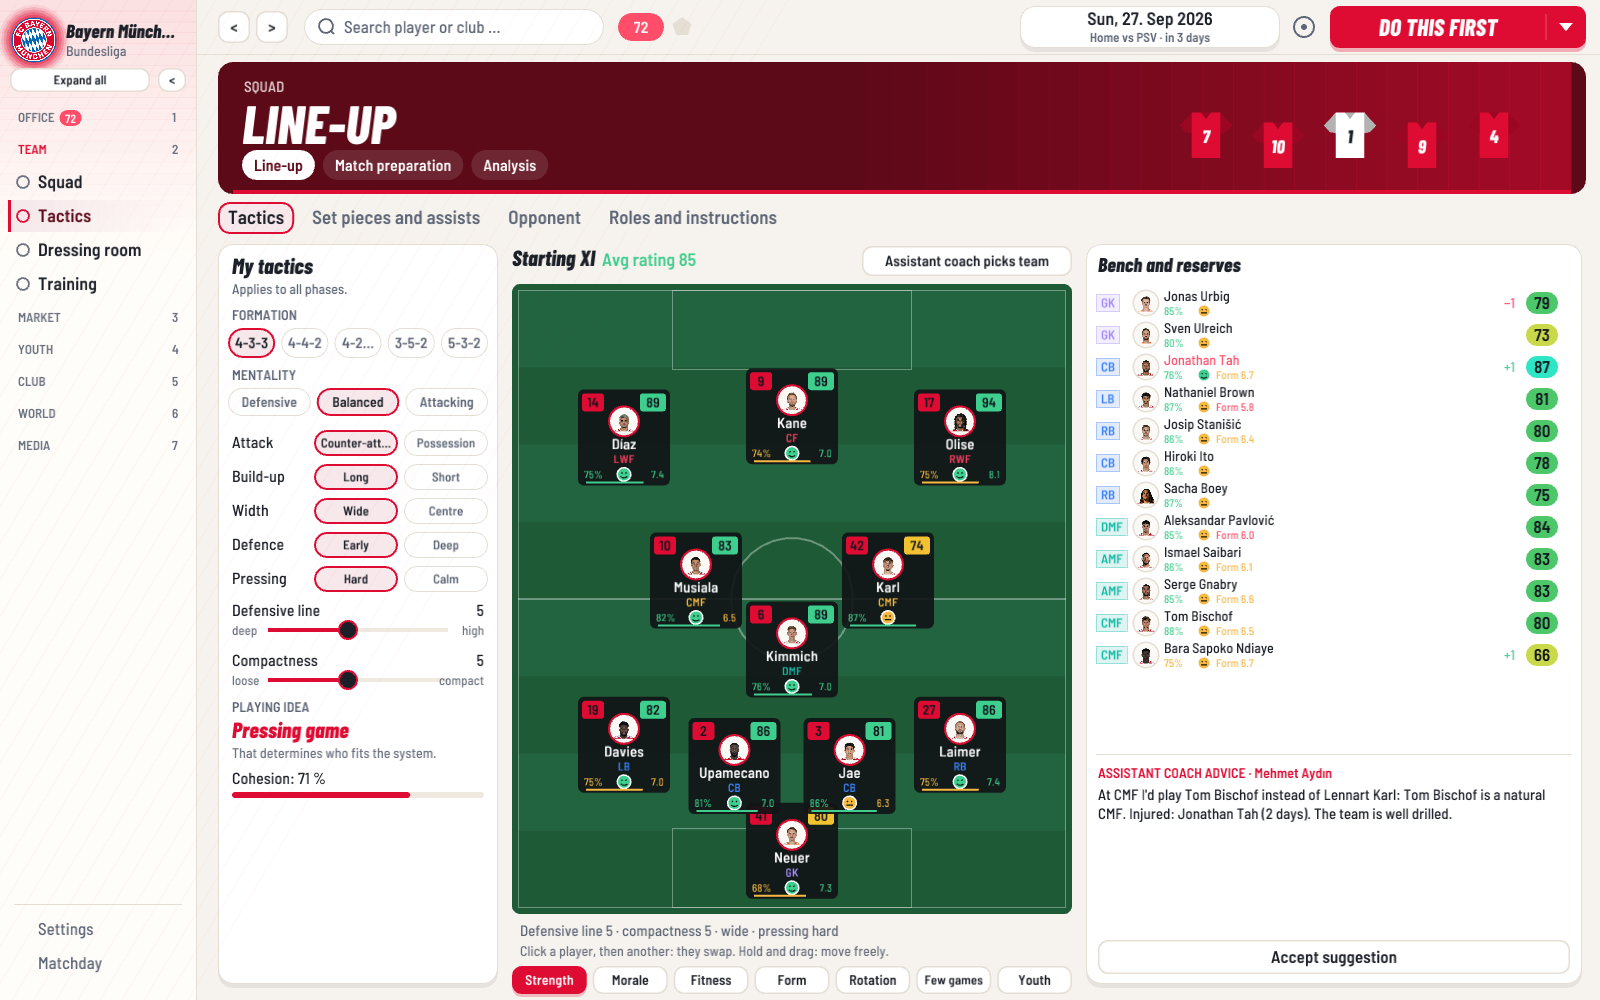 Bayern Münch...
Bundesliga
Expand all
<
OFFICE 72 1
TEAM 2
Squad
Tactics
Dressing room
Training
MARKET 3
YOUTH 4
CLUB 5
WORLD 6
MEDIA 7
Settings
Matchday
< >
Search player or club ...
72
Sun, 27. Sep 2026
Home vs PSV · in 3 days
DO THIS FIRST
SQUAD
LINE-UP
Line-up Match preparation Analysis
7 10 1 9 4
Tactics Set pieces and assists Opponent Roles and instructions
My tactics
Applies to all phases.
FORMATION
4-3-3 4-4-2 4-2... 3-5-2 5-3-2
MENTALITY
Defensive Balanced Attacking
Attack Counter-att... Possession
Build-up Long Short
Width Wide Centre
Defence Early Deep
Pressing Hard Calm
Defensive line 5
deep high
Compactness 5
loose compact
PLAYING IDEA
Pressing game
That determines who fits the system.
Cohesion: 71 %
Starting XI Avg rating 85
Assistant coach picks team
9 89
Kane
CF
74% 7.0
14 89
Díaz
LWF
75% 7.4
17 94
Olise
RWF
75% 8.1
10 83
Musiala
CMF
82% 6.5
42 74
Karl
CMF
87%
6 89
Kimmich
DMF
76% 7.0
19 82
Davies
LB
75% 7.0
2 86
Upamecano
CB
81% 7.0
3 81
Jae
CB
86% 6.3
27 86
Laimer
RB
75% 7.4
41 80
Neuer
GK
68% 7.3
Defensive line 5 · compactness 5 · wide · pressing hard
Click a player, then another: they swap. Hold and drag: move freely.
Strength Morale Fitness Form Rotation Few games Youth
Bench and reserves
GK Jonas Urbig -1 79
85%
GK Sven Ulreich 73
80%
CB Jonathan Tah +1 87
76% Form 6.7
LB Nathaniel Brown 81
87% Form 5.8
RB Josip Stanišić 80
86% Form 6.4
CB Hiroki Ito 78
86%
RB Sacha Boey 75
87%
DMF Aleksandar Pavlović 84
85% Form 6.0
AMF Ismael Saibari 83
86% Form 6.1
AMF Serge Gnabry 83
85% Form 6.6
CMF Tom Bischof 80
88% Form 6.5
CMF Bara Sapoko Ndiaye +1 66
75% Form 6.7
ASSISTANT COACH ADVICE · Mehmet Aydın
At CMF I'd play Tom Bischof instead of Lennart Karl: Tom Bischof is a natural
CMF. Injured: Jonathan Tah (2 days). The team is well drilled.
Accept suggestion